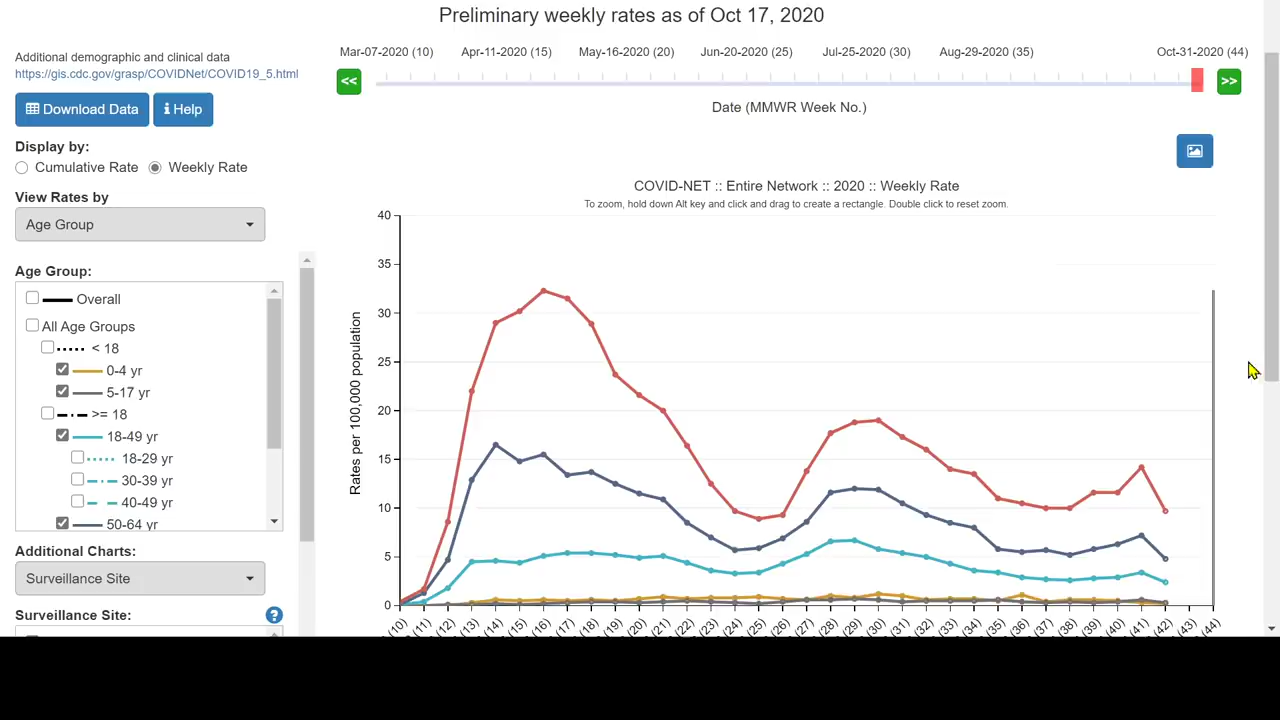 Preliminary weekly rates as of Oct 17, 2020
Additional demographic and clinical data
https://gis.cdc.gov/grasp/COVIDNet/COVID19_5.html
Download Data
Help
Display by:
Cumulative Rate Weekly Rate
View Rates by
Age Group
Age Group:
Overall
All Age Groups
< 18
0-4 yr
5-17 yr
>= 18
18-49 yr
18-29 yr
30-39 yr
40-49 yr
50-64 yr
Additional Charts:
Surveillance Site
Surveillance Site:
?
Mar-07-2020 (10) Apr-11-2020 (15) May-16-2020 (20) Jun-20-2020 (25) Jul-25-2020 (30) Aug-29-2020 (35) Oct-31-2020 (44)
<< >>
Date (MMWR Week No.)
COVID-NET :: Entire Network :: 2020 :: Weekly Rate
To zoom, hold down Alt key and click and drag to create a rectangle. Double click to reset zoom.
Rates per 100,000 population
40
35
30
25
20
15
10
5
0
(10) (11) (12) (13) (14) (15) (16) (17) (18) (19) (20) (21) (22) (23) (24) (25) (26) (27) (28) (29) (30) (31) (32) (33) (34) (35) (36) (37) (38) (39) (40) (41) (42) (43) (44)